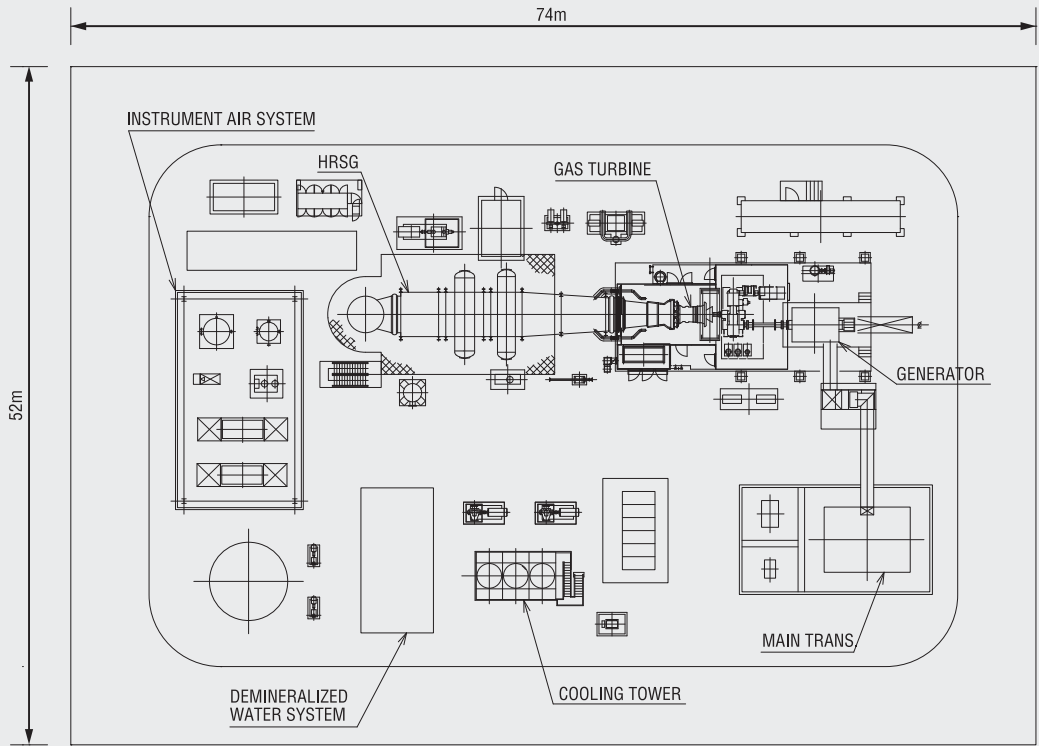 74m
INSTRUMENT AIR SYSTEM
HRSG
GAS TURBINE
52m
GENERATOR
MAIN TRANS.
DEMINERALIZED
WATER SYSTEM
COOLING TOWER